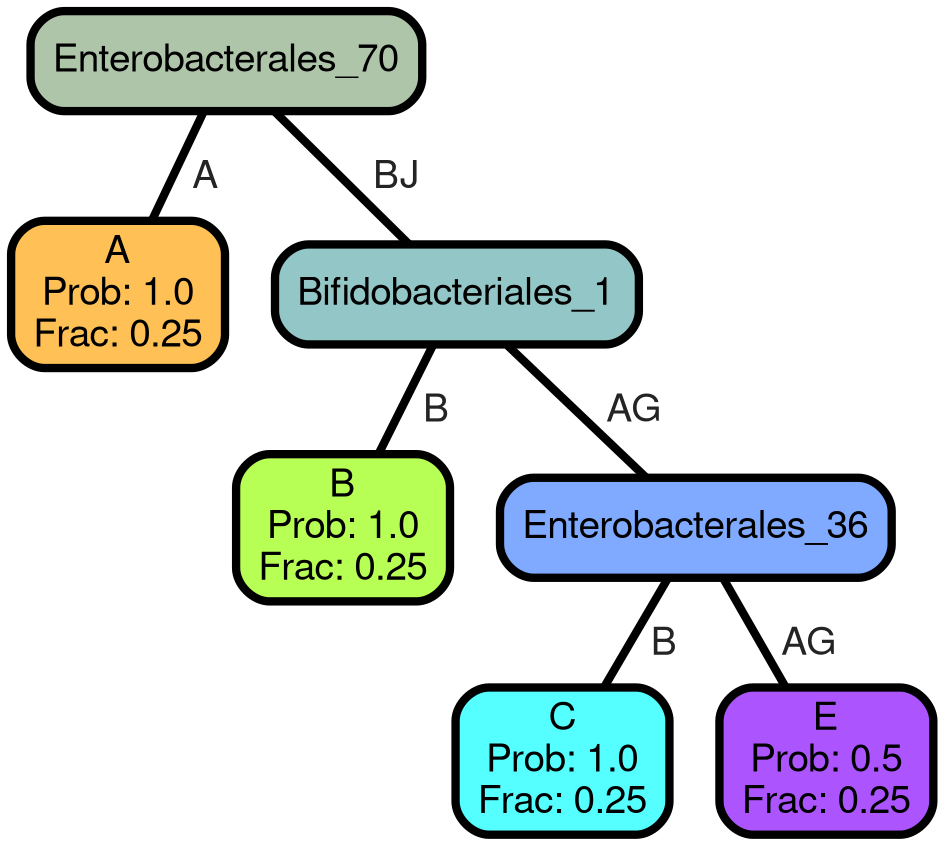 Enterobacterales_70
A
BJ
A
Prob: 1.0
Frac: 0.25
Bifidobacteriales_1
B
AG
B
Prob: 1.0
Frac: 0.25
Enterobacterales_36
B
AG
C
Prob: 1.0
Frac: 0.25
E
Prob: 0.5
Frac: 0.25